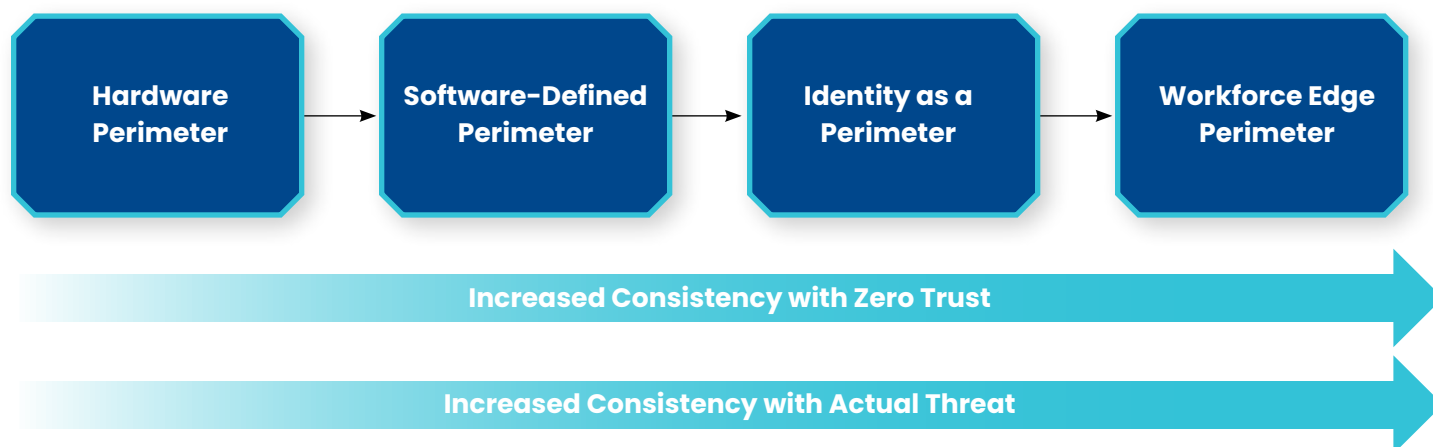 Hardware
Perimeter
Software-Defined
Perimeter
Identity as a
Perimeter
Workforce Edge
Perimeter
Increased Consistency with Zero Trust
Increased Consistency with Actual Threat